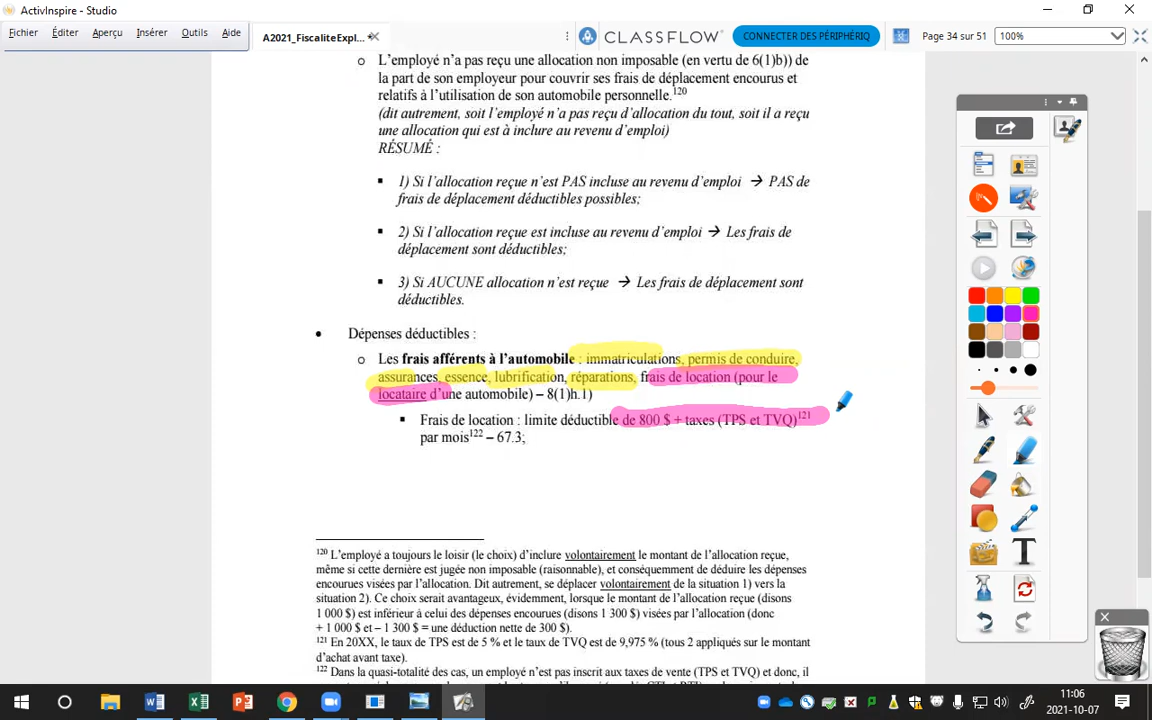 ActivInspire - Studio
Fichier Éditer Aperçu Insérer Outils Aide
A2021_FiscaliteExpl...
CLASSFLOW
CONNECTER DES PÉRIPHÉRIQ
Page 34 sur 51
100%
o L'employé n'a pas reçu une allocation non imposable (en vertu de 6(1)b)) de
la part de son employeur pour couvrir ses frais de déplacement encourus et
relatifs à l'utilisation de son automobile personnelle.120
(dit autrement, soit l'employé n'a pas reçu d'allocation du tout, soit il a reçu
une allocation qui est à inclure au revenu d'emploi)
RÉSUMÉ :
▪ 1) Si l'allocation reçue n'est PAS incluse au revenu d'emploi → PAS de
frais de déplacement déductibles possibles;
▪ 2) Si l'allocation reçue est incluse au revenu d'emploi → Les frais de
déplacement sont déductibles;
▪ 3) Si AUCUNE allocation n'est reçue → Les frais de déplacement sont
déductibles.
• Dépenses déductibles :
o Les frais afférents à l'automobile : immatriculations, permis de conduire,
assurances, essence, lubrification, réparations, frais de location (pour le
locataire d'une automobile) – 8(1)h.1)
▪ Frais de location : limite déductible de 800 $ + taxes (TPS et TVQ)121
par mois122 – 67.3;
120 L'employé a toujours le loisir (le choix) d'inclure volontairement le montant de l'allocation reçue,
même si cette dernière est jugée non imposable (raisonnable), et conséquemment de déduire les dépenses
encourues visées par l'allocation. Dit autrement, se déplacer volontairement de la situation 1) vers la
situation 2). Ce choix serait avantageux, évidemment, lorsque le montant de l'allocation reçue (disons
1 000 $) est inférieur à celui des dépenses encourues (disons 1 300 $) visées par l'allocation (donc
+ 1 000 $ et – 1 300 $ = une déduction nette de 300 $).
121 En 20XX, le taux de TPS est de 5 % et le taux de TVQ est de 9,975 % (tous 2 appliqués sur le montant
d'achat avant taxe).
122 Dans la quasi-totalité des cas, un employé n'est pas inscrit aux taxes de vente (TPS et TVQ) et donc, il
11:06
2021-10-07